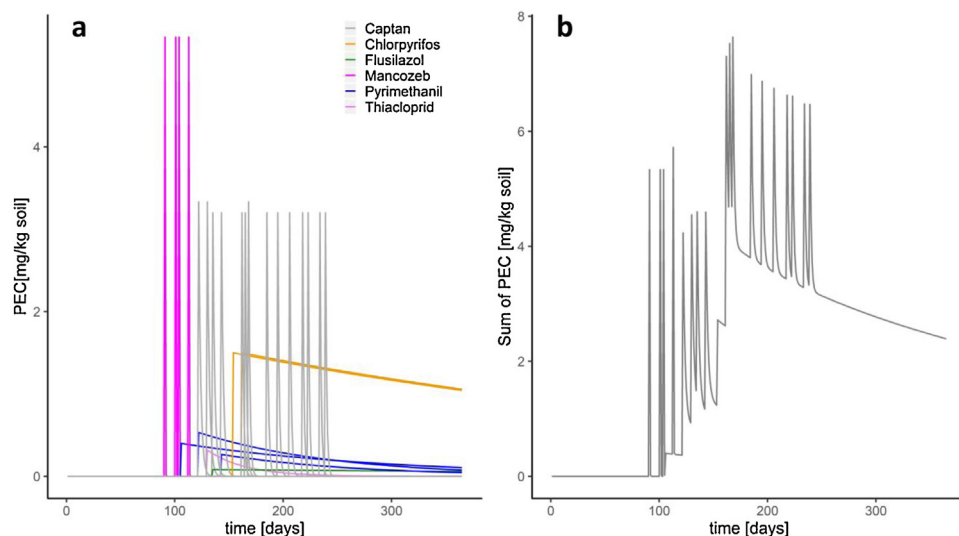 a
Captan
Chlorpyrifos
Flusilazol
Mancozeb
Pyrimethanil
Thiacloprid
PEC[mg/kg soil]
4
2
0
0
100
200
300
time [days]
b
Sum of PEC [mg/kg soil]
8
6
4
2
0
0
100
200
300
time [days]